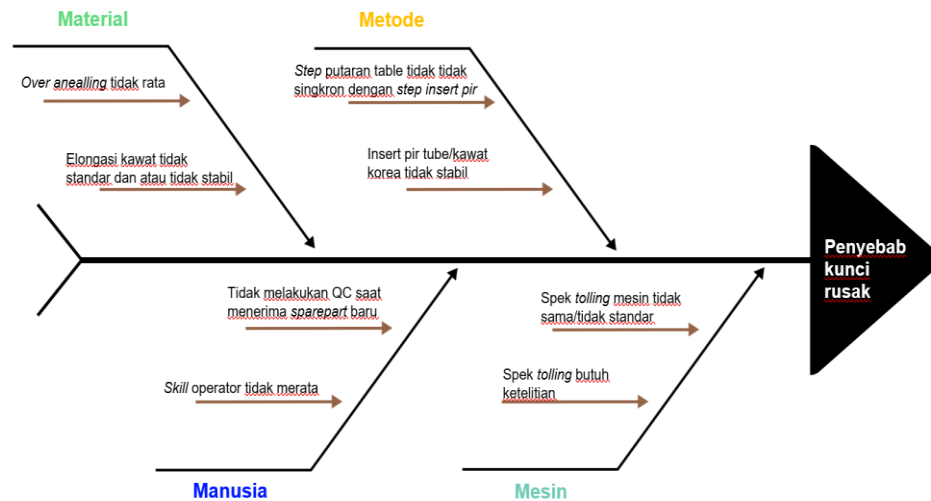 Material
Metode
Over anealling tidak rata
Step putaran table tidak tidak
singkron dengan step insert pir
Elongasi kawat tidak
standar dan atau tidak stabil
Insert pir tube/kawat
korea tidak stabil
Penyebab
kunci
rusak
Tidak melakukan QC saat
menerima sparepart baru
Spek tolling mesin tidak
sama/tidak standar
Skill operator tidak merata
Spek tolling butuh
ketelitian
Manusia
Mesin